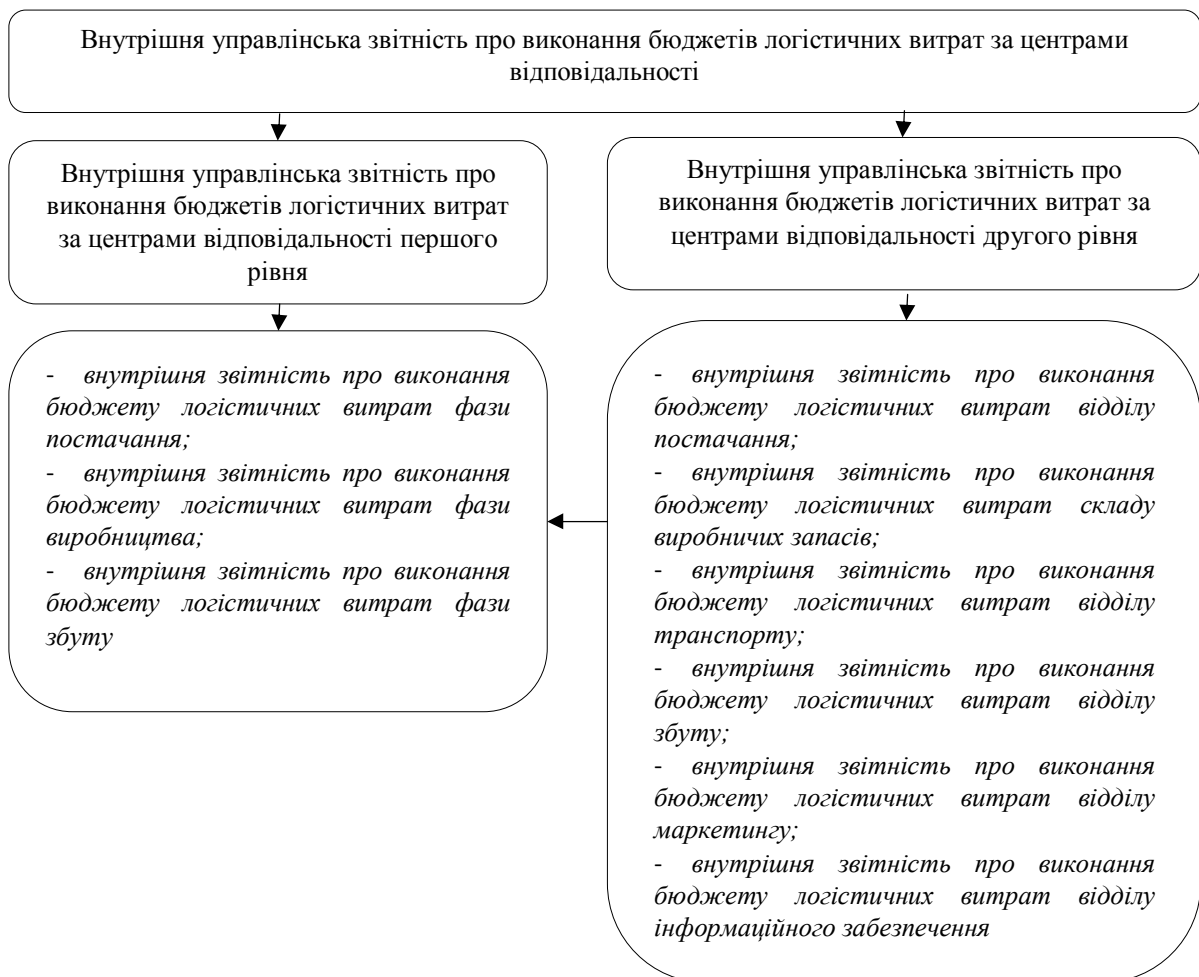 Внутрішня управлінська звітність про виконання бюджетів логістичних витрат за центрами
відповідальності
Внутрішня управлінська звітність про
виконання бюджетів логістичних витрат
за центрами відповідальності першого
рівня
Внутрішня управлінська звітність про
виконання бюджетів логістичних витрат за
центрами відповідальності другого рівня
- внутрішня звітність про виконання
бюджету логістичних витрат фази
постачання;
- внутрішня звітність про виконання
бюджету логістичних витрат фази
виробництва;
- внутрішня звітність про виконання
бюджету логістичних витрат фази
збуту
- внутрішня звітність про виконання
бюджету логістичних витрат відділу
постачання;
- внутрішня звітність про виконання
бюджету логістичних витрат складу
виробничих запасів;
- внутрішня звітність про виконання
бюджету логістичних витрат відділу
транспорту;
- внутрішня звітність про виконання
бюджету логістичних витрат відділу
збуту;
- внутрішня звітність про виконання
бюджету логістичних витрат відділу
маркетингу;
- внутрішня звітність про виконання
бюджету логістичних витрат відділу
інформаційного забезпечення